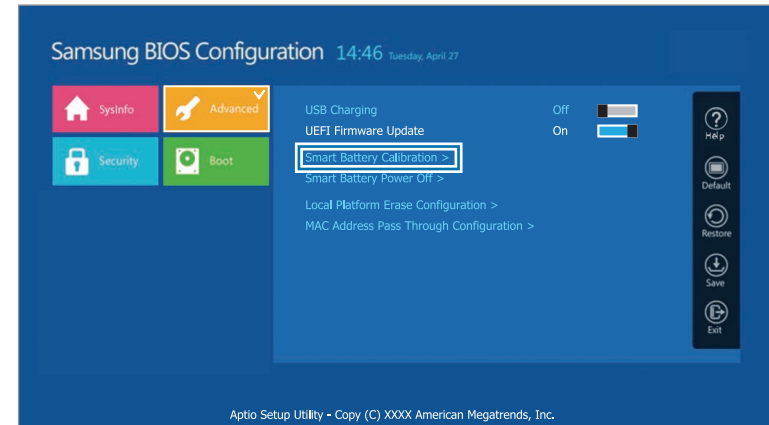 Samsung BIOS Configuration 14:46 Tuesday, April 27
SysInfo
Advanced
Security
Boot
USB Charging Off
UEFI Firmware Update On
Smart Battery Calibration >
Smart Battery Power Off >
Local Platform Erase Configuration >
MAC Address Pass Through Configuration >
Help
Default
Restore
Save
Exit
Aptio Setup Utility - Copy (C) XXXX American Megatrends, Inc.